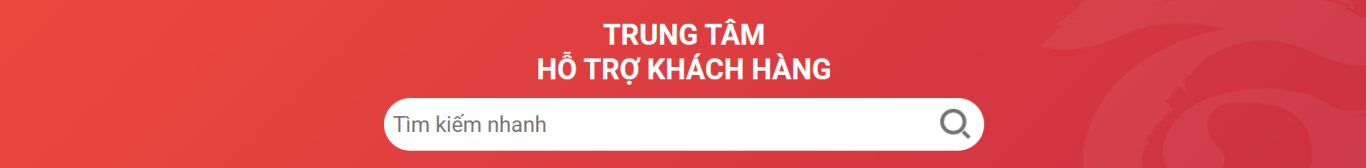 TRUNG TÂM
HỖ TRỢ KHÁCH HÀNG
Tìm kiếm nhanh